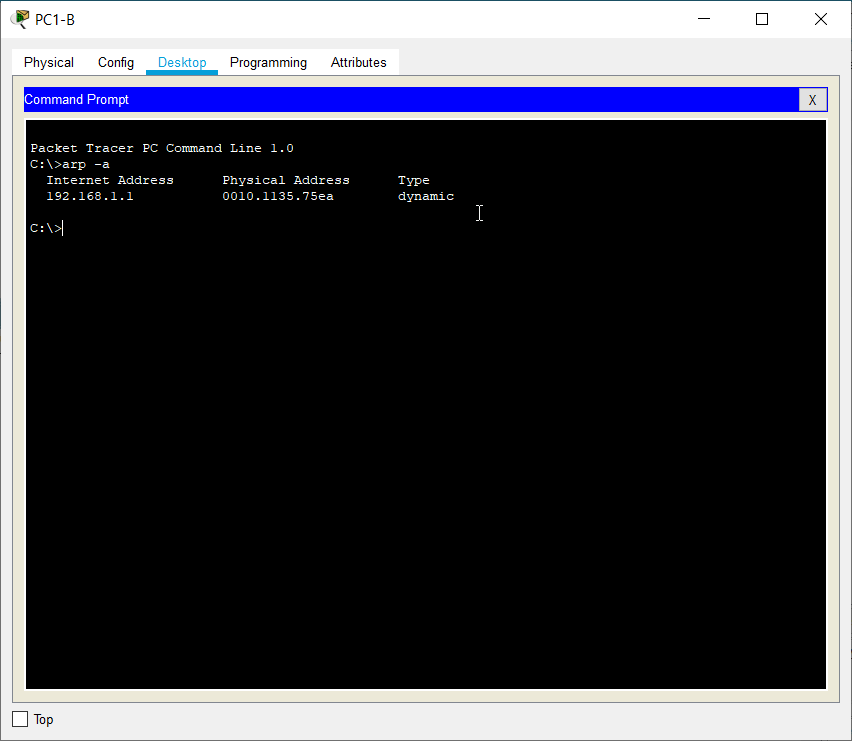 PC1-B
Physical Config Desktop Programming Attributes
Command Prompt X
Packet Tracer PC Command Line 1.0
C:\>arp -a
Internet Address Physical Address Type
192.168.1.1 0010.1135.75ea dynamic
C:\>
Top